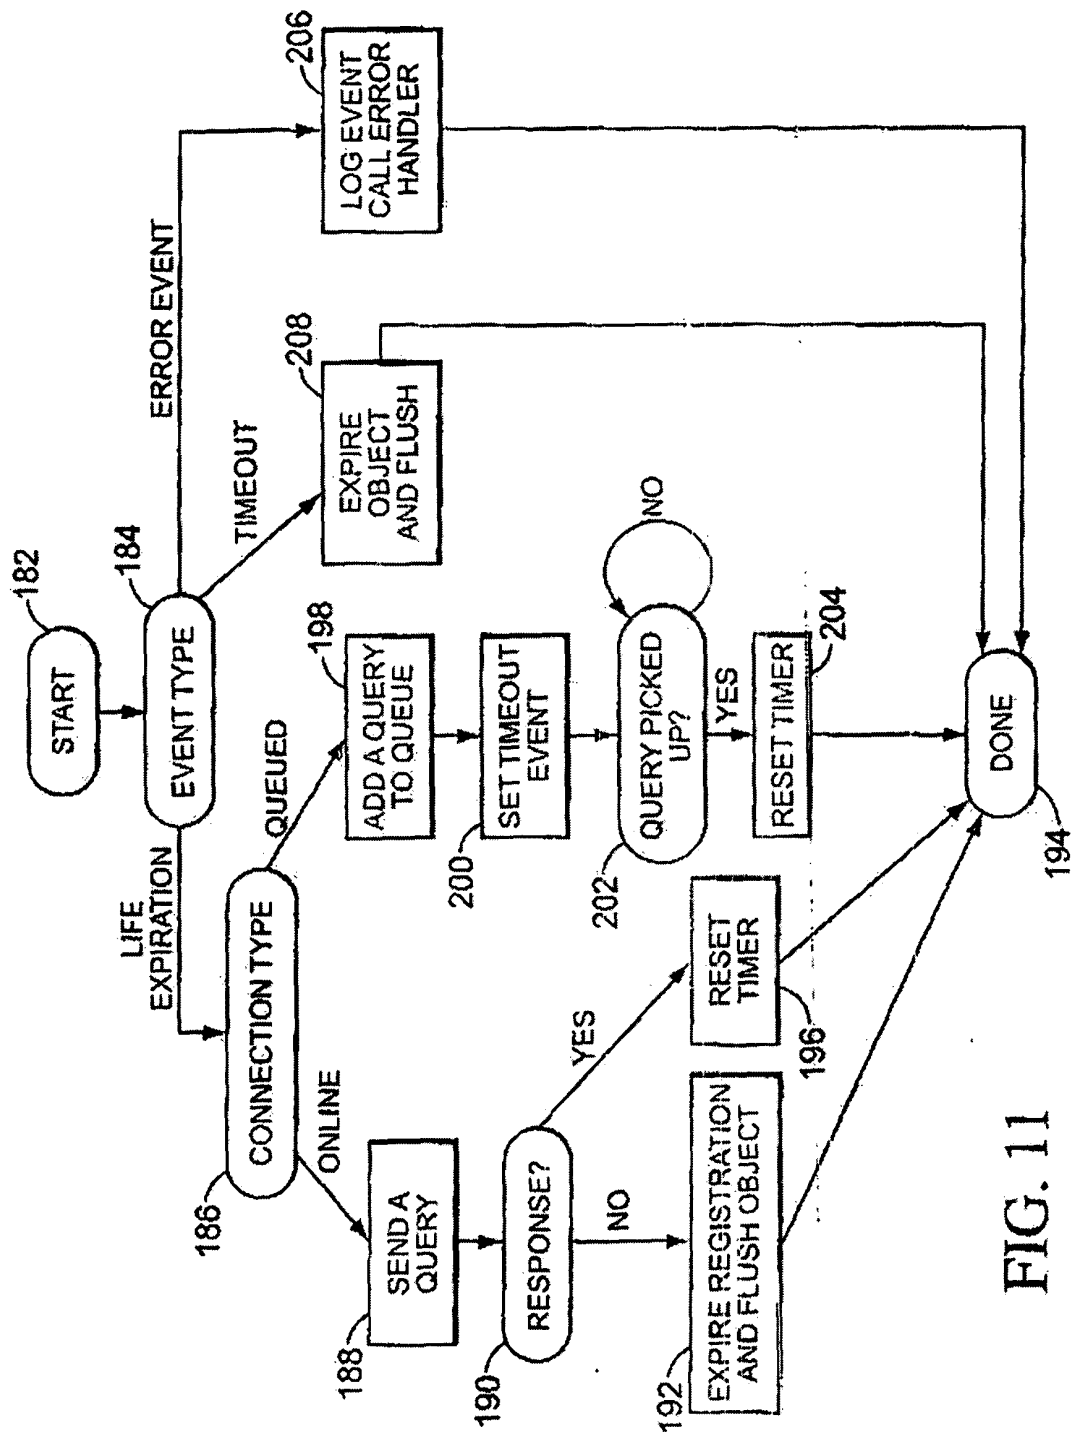 START
182
EVENT TYPE
184
LIFE
EXPIRATION
TIMEOUT
ERROR EVENT
CONNECTION TYPE
186
ONLINE
QUEUED
SEND A
QUERY
188
ADD A QUERY
TO QUEUE
198
EXPIRE
OBJECT
AND FLUSH
208
LOG EVENT
CALL ERROR
HANDLER
206
RESPONSE?
190
NO
YES
SET TIMEOUT
EVENT
200
QUERY PICKED
UP?
202
NO
YES
EXPIRE REGISTRATION
AND FLUSH OBJECT
192
RESET
TIMER
196
RESET TIMER
204
DONE
194
FIG. 11